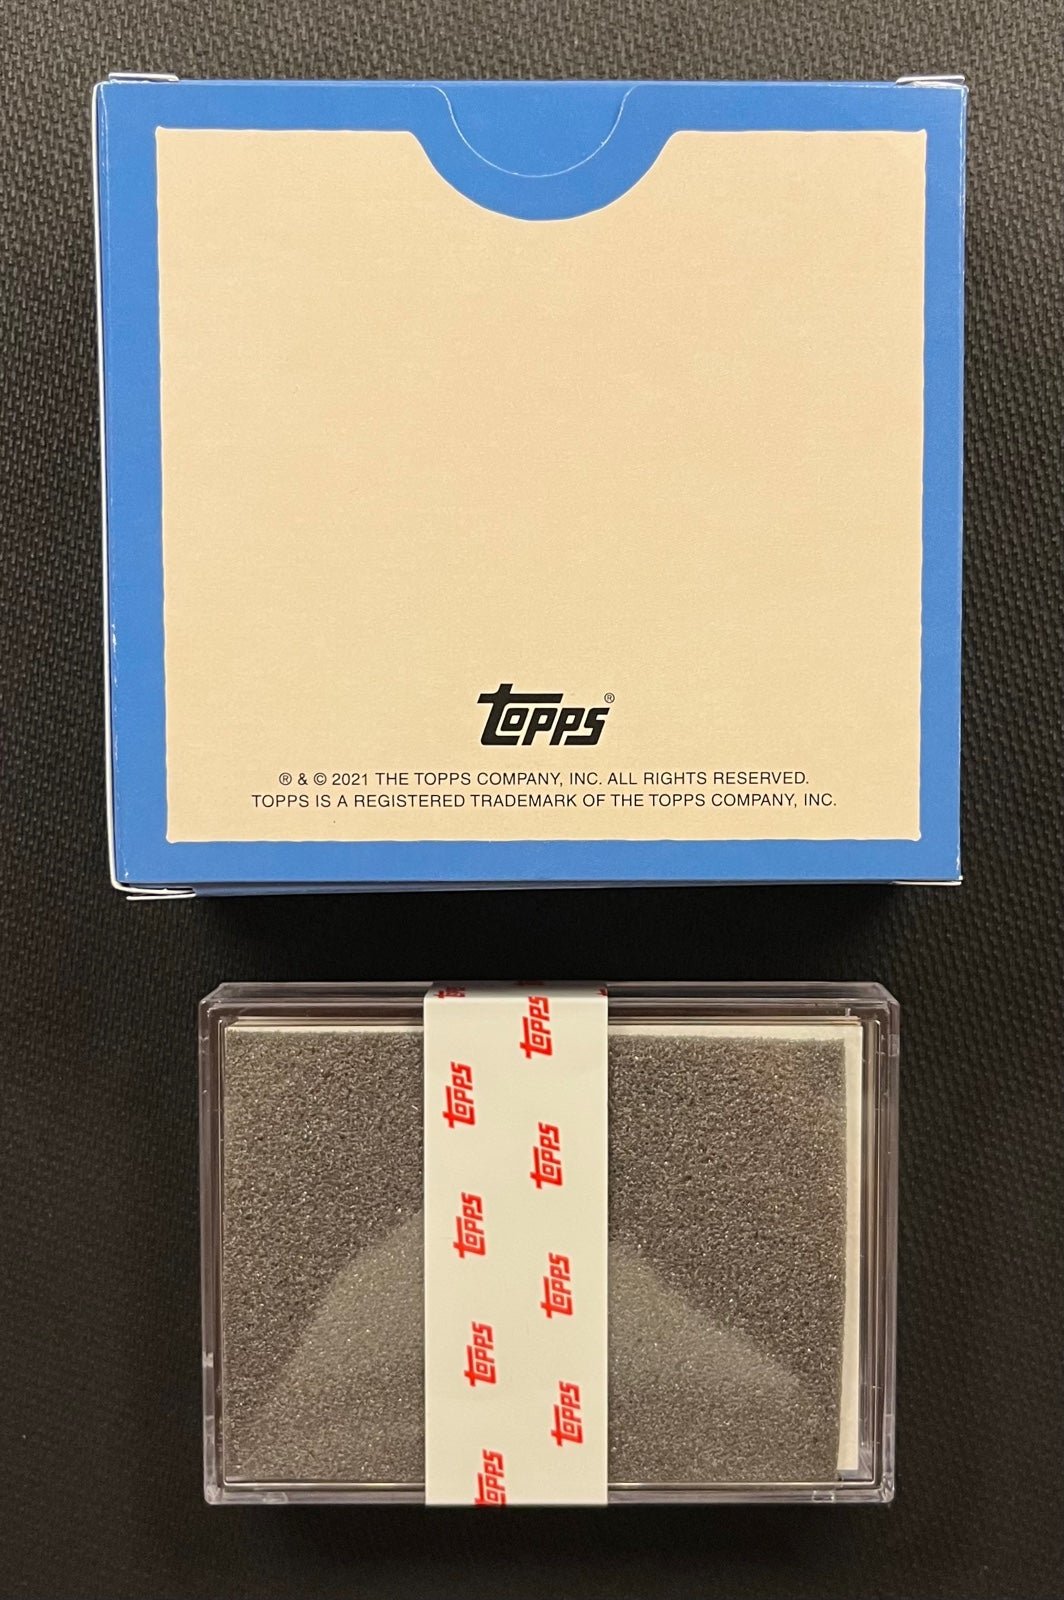 TOPPS®
® & © 2021 THE TOPPS COMPANY, INC. ALL RIGHTS RESERVED.
TOPPS IS A REGISTERED TRADEMARK OF THE TOPPS COMPANY, INC.
TOPPS
TOPPS
TOPPS
TOPPS
TOPPS
TOPPS
TOPPS
TOPPS
TOPPS